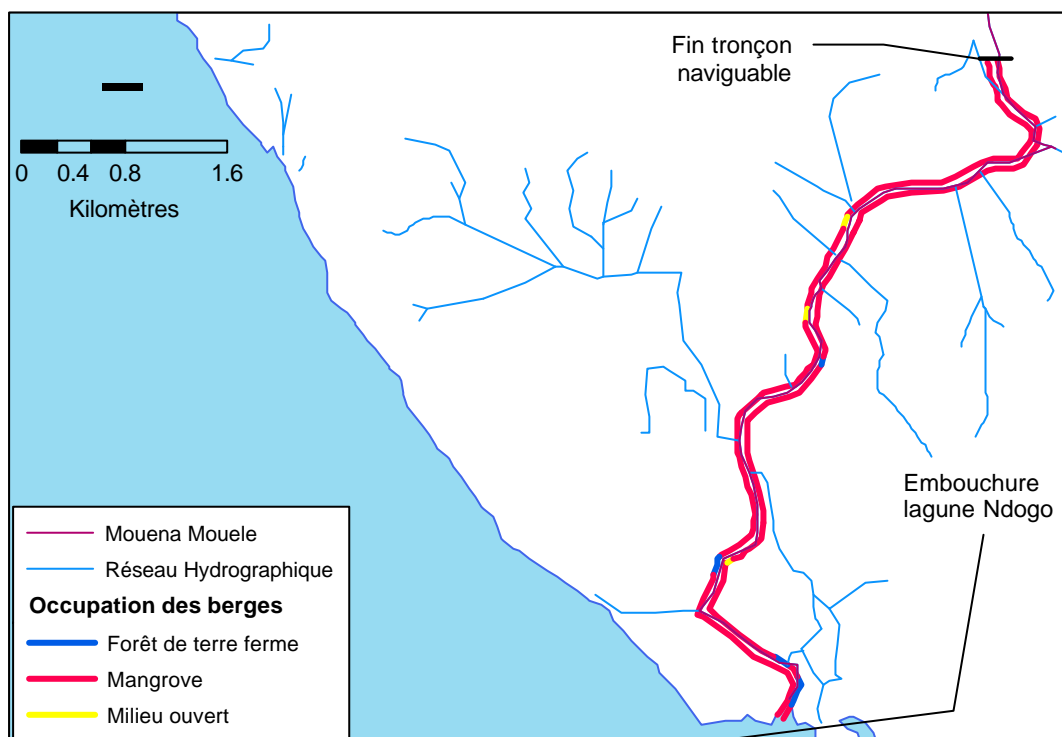 Fin tronçon
naviguable
0 0.4 0.8 1.6
Kilomètres
Embouchure
lagune Ndogo
Mouena Mouele
Réseau Hydrographique
Occupation des berges
Forêt de terre ferme
Mangrove
Milieu ouvert